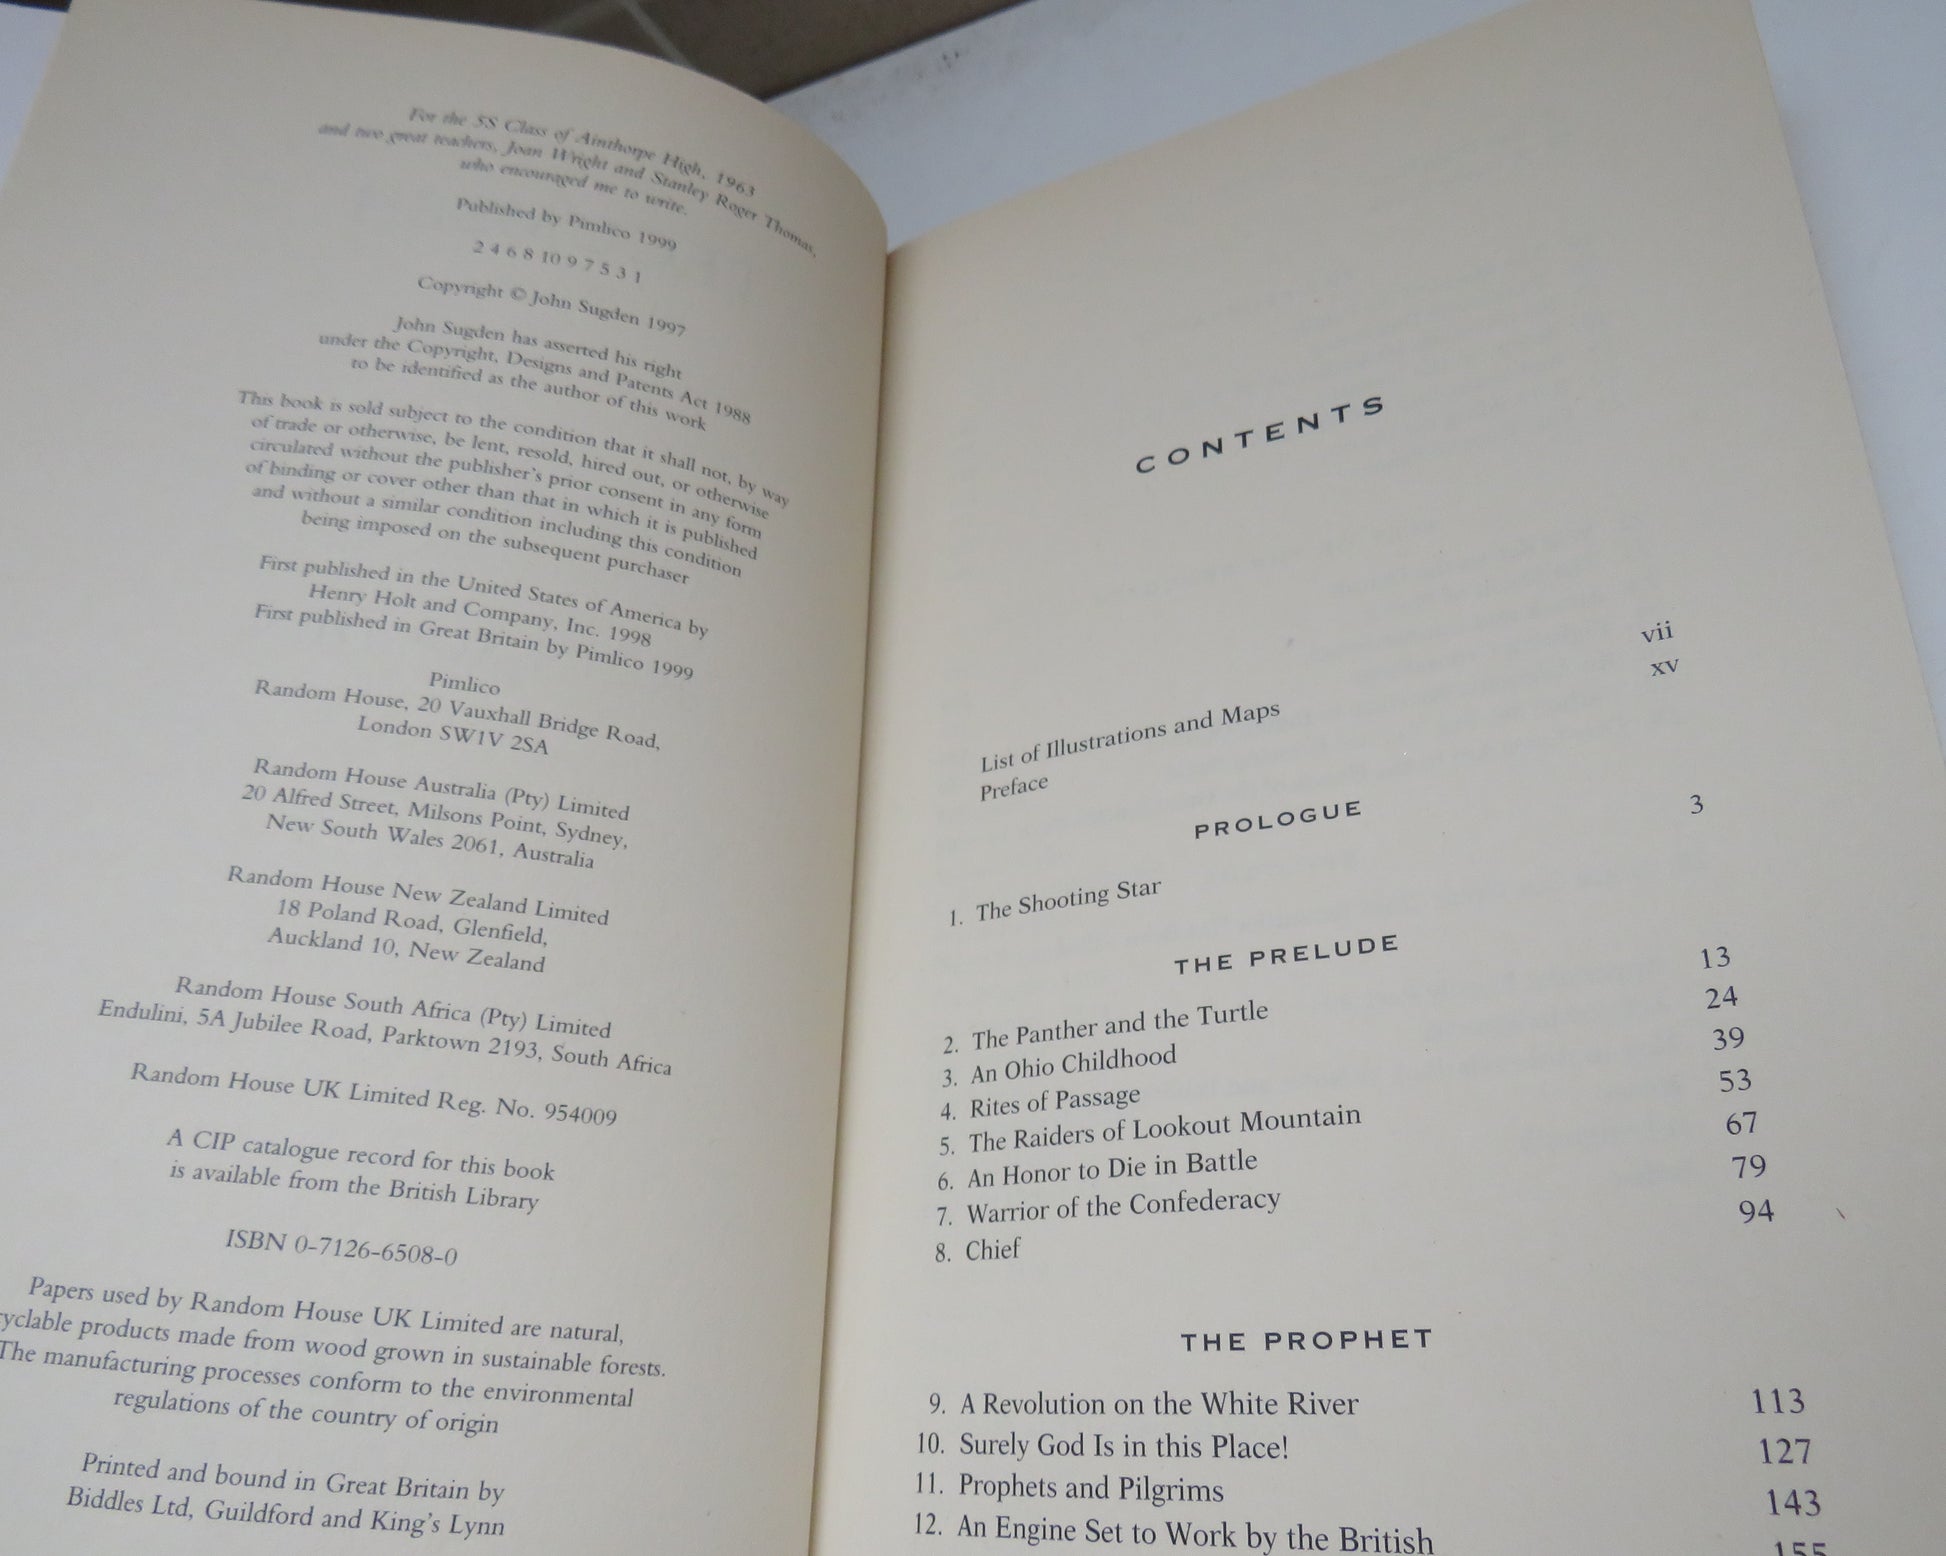 For the 5S Class of Ainthorpe High, 1963
and two great teachers, Joan Wright and Stanley Roger Thomas,
who encouraged me to write.
Published by Pimlico 1999
2 4 6 8 10 9 7 5 3 1
Copyright © John Sugden 1997
John Sugden has asserted his right
under the Copyright, Designs and Patents Act 1988
to be identified as the author of this work
This book is sold subject to the condition that it shall not, by way
of trade or otherwise, be lent, resold, hired out, or otherwise
circulated without the publisher's prior consent in any form
of binding or cover other than that in which it is published
and without a similar condition including this condition
being imposed on the subsequent purchaser
First published in the United States of America by
Henry Holt and Company, Inc. 1998
First published in Great Britain by Pimlico 1999
Pimlico
Random House, 20 Vauxhall Bridge Road,
London SW1V 2SA
Random House Australia (Pty) Limited
20 Alfred Street, Milsons Point, Sydney,
New South Wales 2061, Australia
Random House New Zealand Limited
18 Poland Road, Glenfield,
Auckland 10, New Zealand
Random House South Africa (Pty) Limited
Endulini, 5A Jubilee Road, Parktown 2193, South Africa
Random House UK Limited Reg. No. 954009
A CIP catalogue record for this book
is available from the British Library
ISBN 0-7126-6508-0
Papers used by Random House UK Limited are natural,
yclable products made from wood grown in sustainable forests.
The manufacturing processes conform to the environmental
regulations of the country of origin
Printed and bound in Great Britain by
Biddles Ltd, Guildford and King's Lynn
CONTENTS
List of Illustrations and Maps vii
Preface xv
PROLOGUE
1. The Shooting Star 3
THE PRELUDE
2. The Panther and the Turtle 13
3. An Ohio Childhood 24
4. Rites of Passage 39
5. The Raiders of Lookout Mountain 53
6. An Honor to Die in Battle 67
7. Warrior of the Confederacy 79
8. Chief 94
THE PROPHET
9. A Revolution on the White River 113
10. Surely God Is in this Place! 127
11. Prophets and Pilgrims 143
12. An Engine Set to Work by the British 155